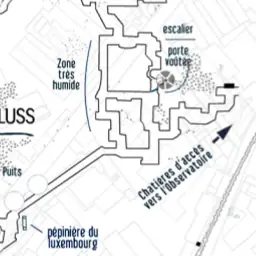 escalier
porte
voûtée
Zone
très
humide
LUSS
Chatières d'accès
vers l'Observatoire
Puits
pépinière du
luxembourg